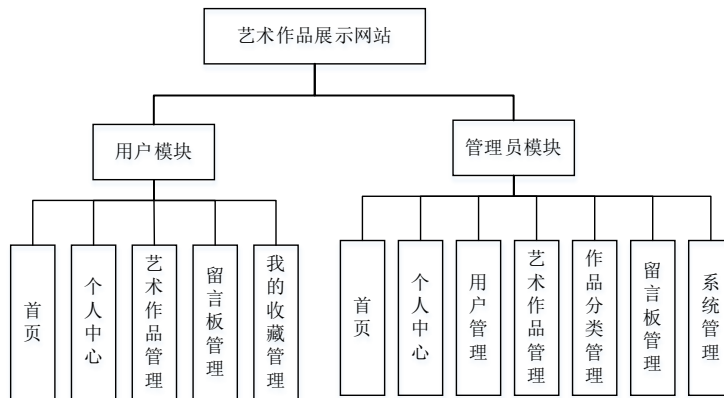 艺术作品展示网站
用户模块
管理员模块
首页
个人中心
艺术作品管理
留言板管理
我的收藏管理
首页
个人中心
用户管理
艺术作品管理
作品分类管理
留言板管理
系统管理